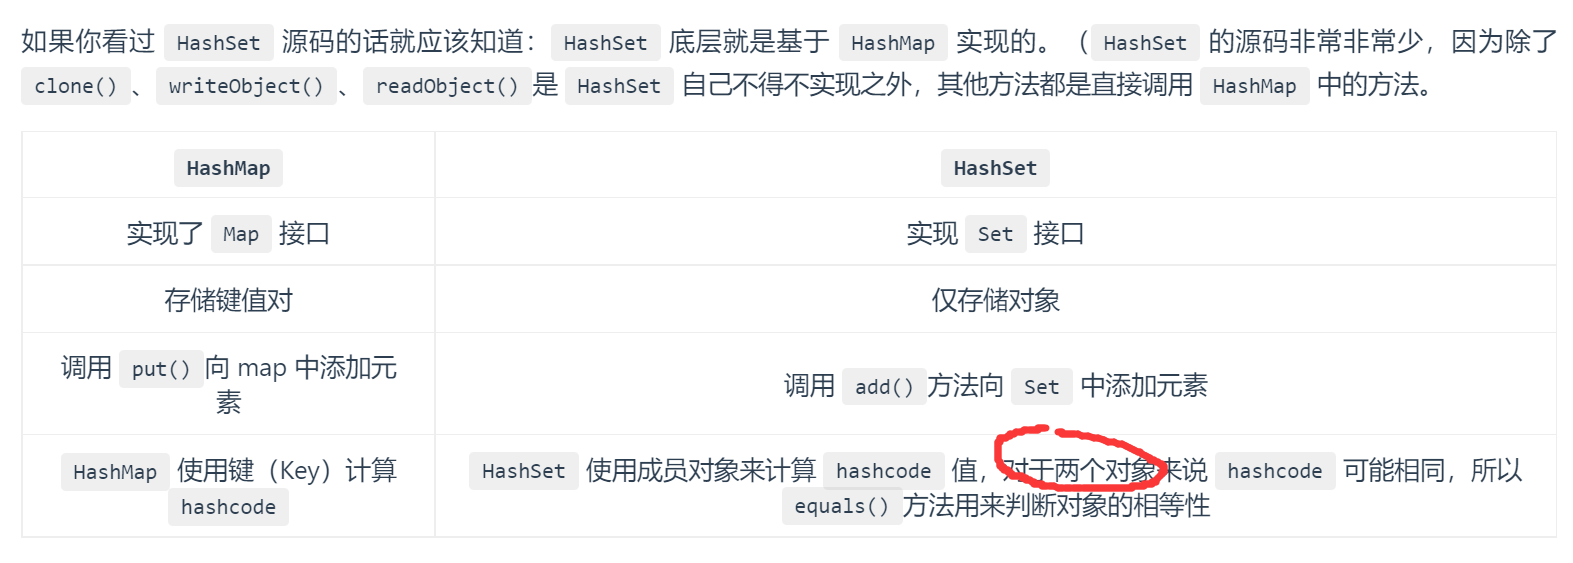 如果你看过 HashSet 源码的话就应该知道：HashSet 底层就是基于 HashMap 实现的。（HashSet 的源码非常非常少，因为除了
clone()、writeObject()、readObject()是 HashSet 自己不得不实现之外，其他方法都是直接调用 HashMap 中的方法。
HashMap HashSet
实现了 Map 接口 实现 Set 接口
存储键值对 仅存储对象
调用 put()向 map 中添加元
素
调用 add()方法向 Set 中添加元素
HashMap 使用键（Key）计算
hashcode
HashSet 使用成员对象来计算 hashcode 值，对于两个对象来说 hashcode 可能相同，所以
equals()方法用来判断对象的相等性